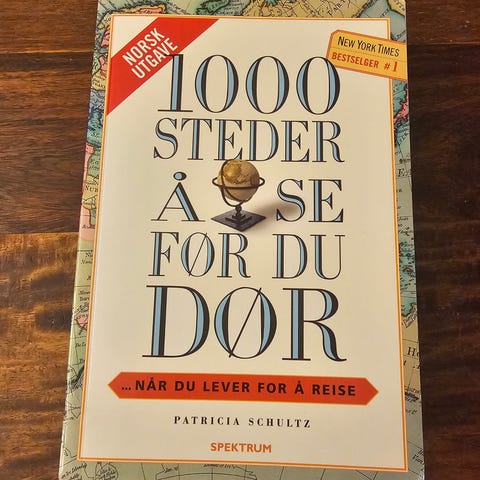 NORSK
UTGAVE
NEW YORK TIMES
BESTSELGER #1
1000
STEDER
Å SE
FØR DU
DØR
...NÅR DU LEVER FOR Å REISE
PATRICIA SCHULTZ
SPEKTRUM